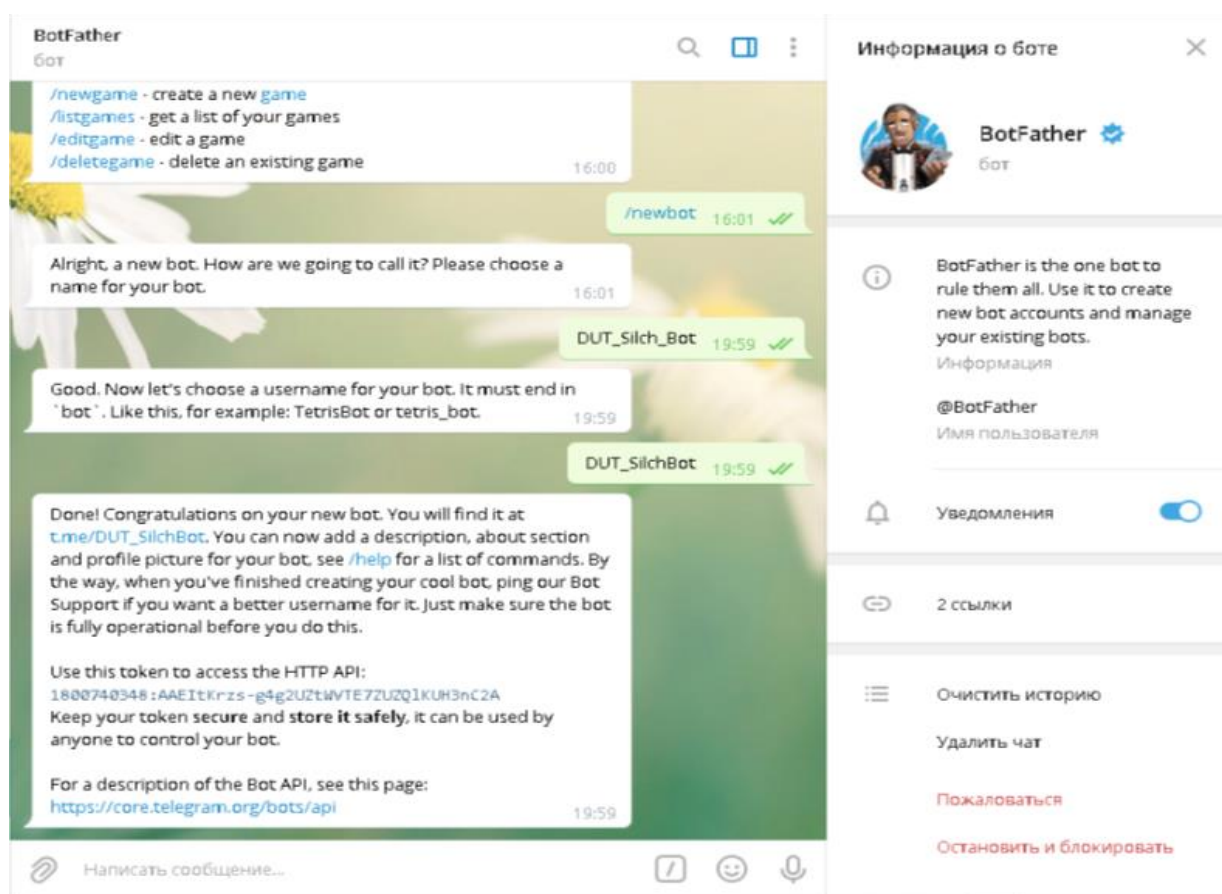 BotFather
бот
/newgame - create a new game
/listgames - get a list of your games
/editgame - edit a game
/deletegame - delete an existing game
16:00
/newbot 16:01
Alright, a new bot. How are we going to call it? Please choose a
name for your bot.
16:01
DUT_Silch_Bot 19:59
Good. Now let's choose a username for your bot. It must end in
`bot`. Like this, for example: TetrisBot or tetris_bot.
19:59
DUT_SilchBot 19:59
Done! Congratulations on your new bot. You will find it at
t.me/DUT_SilchBot. You can now add a description, about section
and profile picture for your bot, see /help for a list of commands. By
the way, when you've finished creating your cool bot, ping our Bot
Support if you want a better username for it. Just make sure the bot
is fully operational before you do this.
Use this token to access the HTTP API:
Keep your token secure and store it safely, it can be used by
anyone to control your bot.
For a description of the Bot API, see this page:
https://core.telegram.org/bots/api
19:59
Написать сообщение...
Информация о боте
BotFather
бот
BotFather is the one bot to
rule them all. Use it to create
new bot accounts and manage
your existing bots.
Информация
@BotFather
Имя пользователя
Уведомления
2 ссылки
Очистить историю
Удалить чат
Пожаловаться
Остановить и блокировать